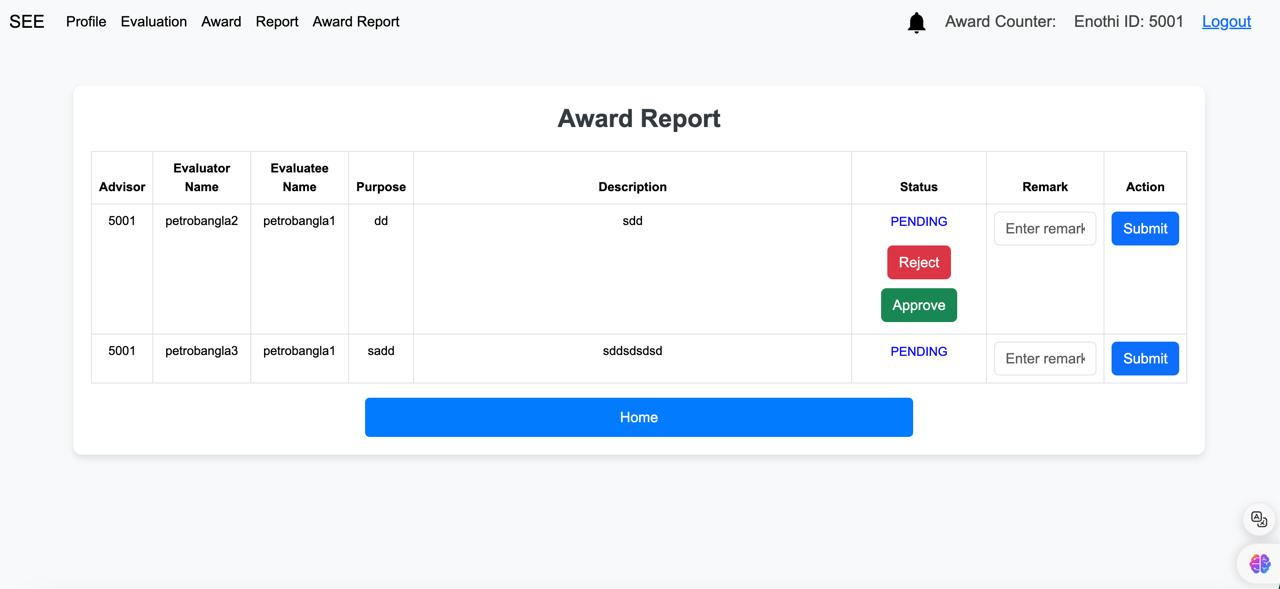 SEE Profile Evaluation Award Report Award Report Award Counter: Enothi ID: 5001 Logout
Award Report
Advisor Evaluator Name Evaluatee Name Purpose Description Status Remark Action
5001 petrobangla2 petrobangla1 dd sdd PENDING Enter remark Submit
Reject
Approve
5001 petrobangla3 petrobangla1 sadd sddsdsdsd PENDING Enter remark Submit
Home